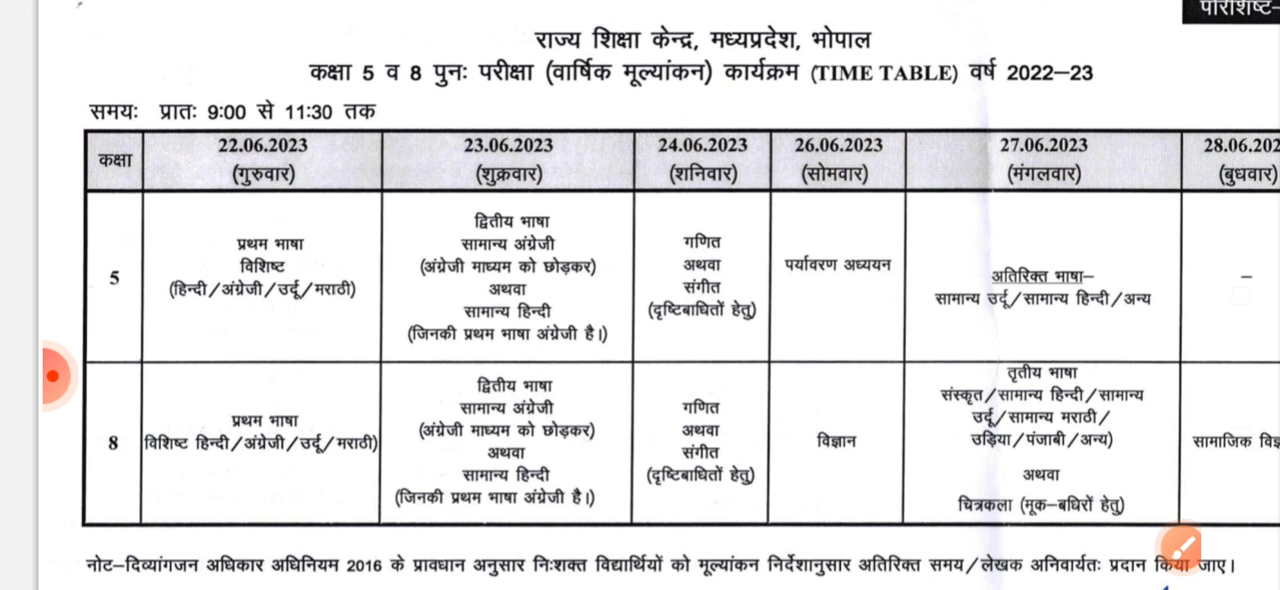 परिशिष्ट–
राज्य शिक्षा केन्द्र, मध्यप्रदेश, भोपाल
कक्षा 5 व 8 पुनः परीक्षा (वार्षिक मूल्यांकन) कार्यक्रम (TIME TABLE) वर्ष 2022–23
समयः प्रातः 9:00 से 11:30 तक
कक्षा
22.06.2023
(गुरुवार)
23.06.2023
(शुक्रवार)
24.06.2023
(शनिवार)
26.06.2023
(सोमवार)
27.06.2023
(मंगलवार)
28.06.202
(बुधवार)
5
प्रथम भाषा
विशिष्ट
(हिन्दी/अंग्रेजी/उर्दू/मराठी)
द्वितीय भाषा
सामान्य अंग्रेजी
(अंग्रेजी माध्यम को छोड़कर)
अथवा
सामान्य हिन्दी
(जिनकी प्रथम भाषा अंग्रेजी है।)
गणित
अथवा
संगीत
(दृष्टिबाधितों हेतु)
पर्यावरण अध्ययन
अतिरिक्त भाषा–
सामान्य उर्दू/सामान्य हिन्दी/अन्य
–
8
प्रथम भाषा
विशिष्ट हिन्दी/अंग्रेजी/उर्दू/मराठी)
द्वितीय भाषा
सामान्य अंग्रेजी
(अंग्रेजी माध्यम को छोड़कर)
अथवा
सामान्य हिन्दी
(जिनकी प्रथम भाषा अंग्रेजी है।)
गणित
अथवा
संगीत
(दृष्टिबाधितों हेतु)
विज्ञान
तृतीय भाषा
संस्कृत/सामान्य हिन्दी/सामान्य
उर्दू/सामान्य मराठी/
उड़िया/पंजाबी/अन्य)
अथवा
चित्रकला (मूक–बधिरों हेतु)
सामाजिक विज्ञ
नोट–दिव्यांगजन अधिकार अधिनियम 2016 के प्रावधान अनुसार निःशक्त विद्यार्थियों को मूल्यांकन निर्देशानुसार अतिरिक्त समय/लेखक अनिवार्यतः प्रदान किया जाए।